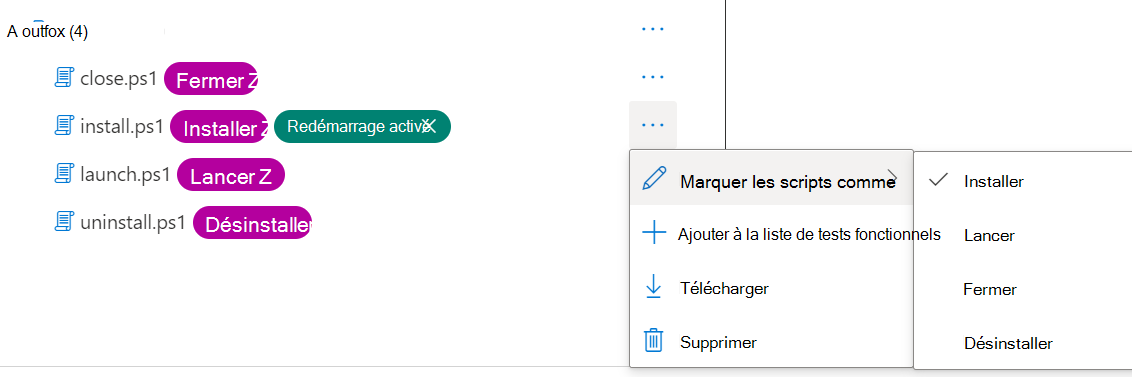 A outfox (4)
close.ps1 Fermer Z
install.ps1 Installer Z Redémarrage activé
launch.ps1 Lancer Z
uninstall.ps1 Désinstaller
Marquer les scripts comme
Ajouter à la liste de tests fonctionnels
Télécharger
Supprimer
Installer
Lancer
Fermer
Désinstaller